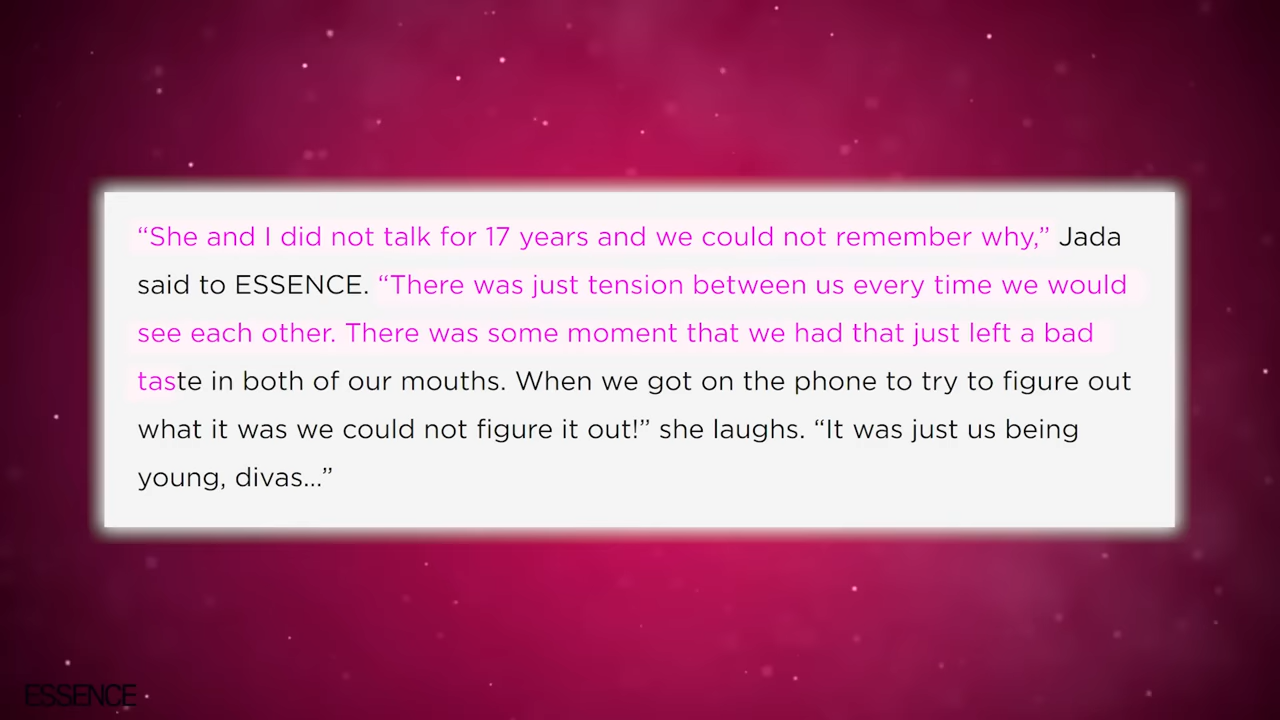 “She and I did not talk for 17 years and we could not remember why,” Jada
said to ESSENCE. “There was just tension between us every time we would
see each other. There was some moment that we had that just left a bad
taste in both of our mouths. When we got on the phone to try to figure out
what it was we could not figure it out!” she laughs. “It was just us being
young, divas...”
ESSENCE